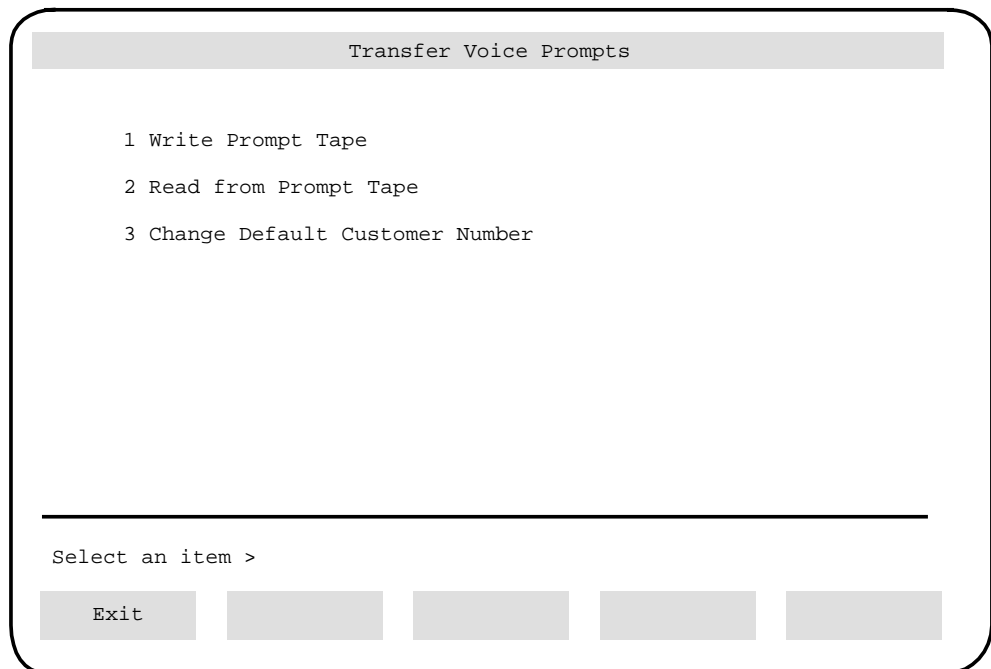 Transfer Voice Prompts
1 Write Prompt Tape
2 Read from Prompt Tape
3 Change Default Customer Number
Select an item >
Exit